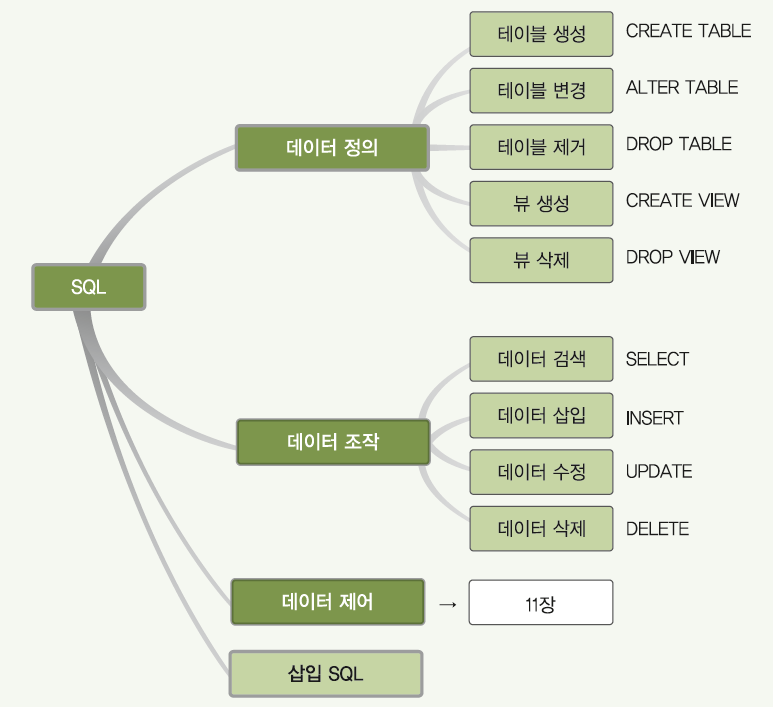 SQL
데이터 정의
테이블 생성 CREATE TABLE
테이블 변경 ALTER TABLE
테이블 제거 DROP TABLE
뷰 생성 CREATE VIEW
뷰 삭제 DROP VIEW
데이터 조작
데이터 검색 SELECT
데이터 삽입 INSERT
데이터 수정 UPDATE
데이터 삭제 DELETE
데이터 제어 → 11장
삽입 SQL